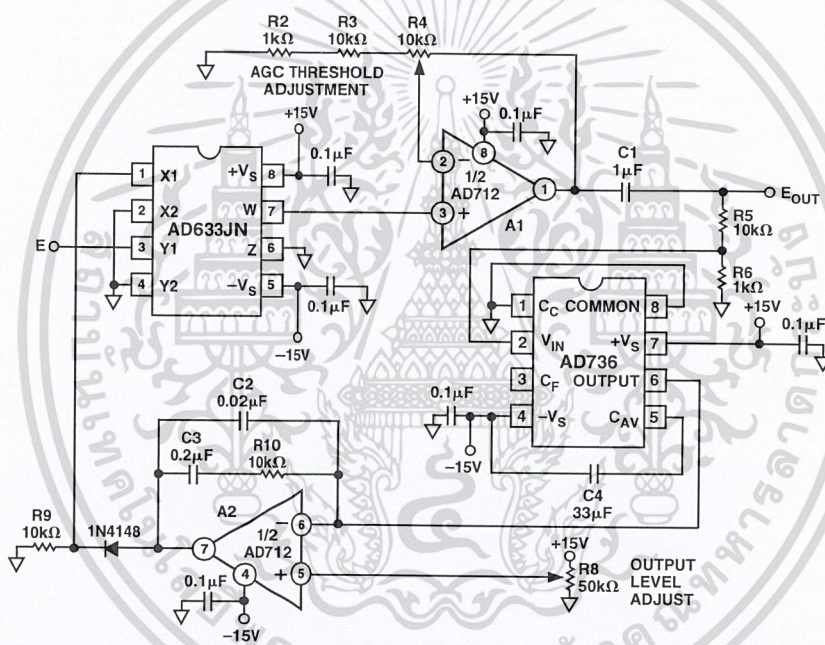 R2
1kΩ
R3
10kΩ
R4
10kΩ
AGC THRESHOLD
ADJUSTMENT
+15V
0.1μF
+15V
0.1μF
C1
1μF
EOUT
1 X1 +VS 8
2 X2 W 7
AD633JN
3 Y1 Z 6
4 Y2 −VS 5
E
0.1μF
−15V
2 −
8
1/2
AD712
1
3 +
A1
R5
10kΩ
R6
1kΩ
1 CC COMMON 8
2 VIN +VS 7
AD736
3 CF OUTPUT 6
4 −VS CAV 5
+15V
0.1μF
0.1μF
−15V
C4
33μF
C2
0.02μF
C3
0.2μF
R10
10kΩ
A2
− 6
1/2
AD712
7
+ 5
4
R9
10kΩ
1N4148
0.1μF
−15V
+15V
R8
50kΩ
OUTPUT
LEVEL
ADJUST